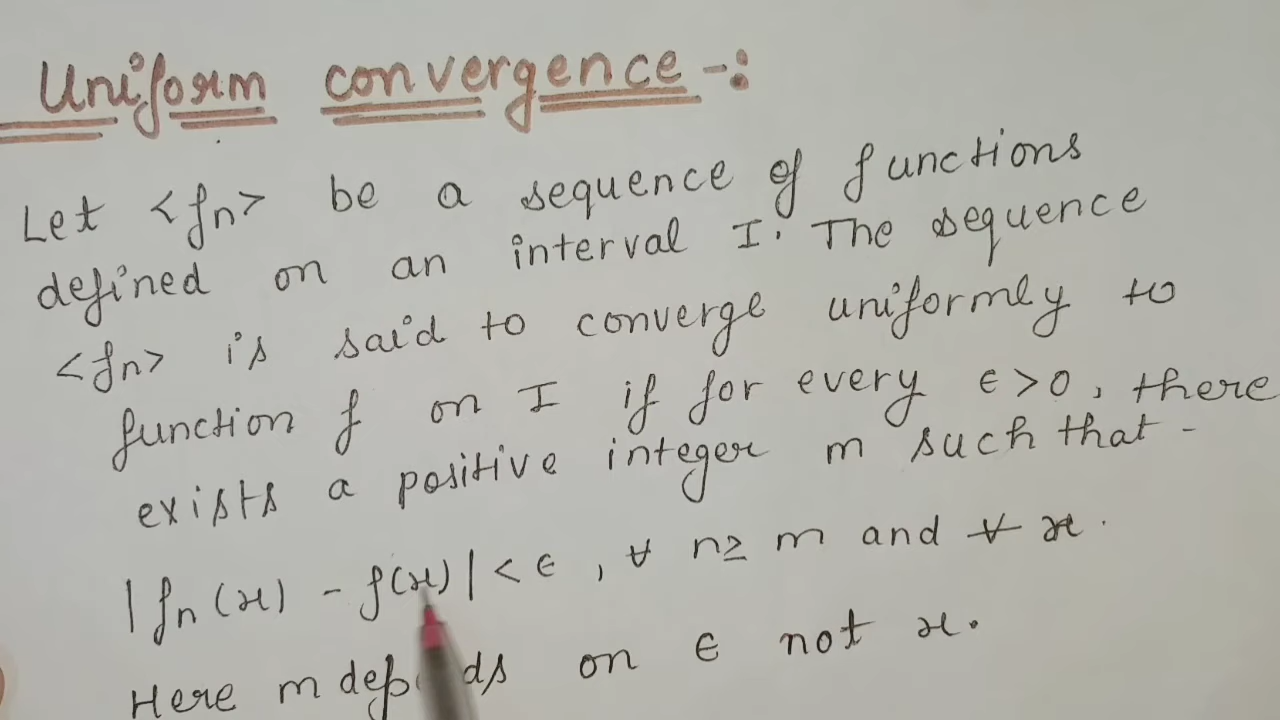 Uniform convergence -:
Let <fn> be a sequence of functions
defined on an interval I. The sequence
<fn> is said to converge uniformly to
function f on I if for every ϵ>0, there
exists a positive integer m such that -
|fn(x) - f(x)| < ϵ, ∀ n≥ m and ∀ x.
Here m on ϵ not x.